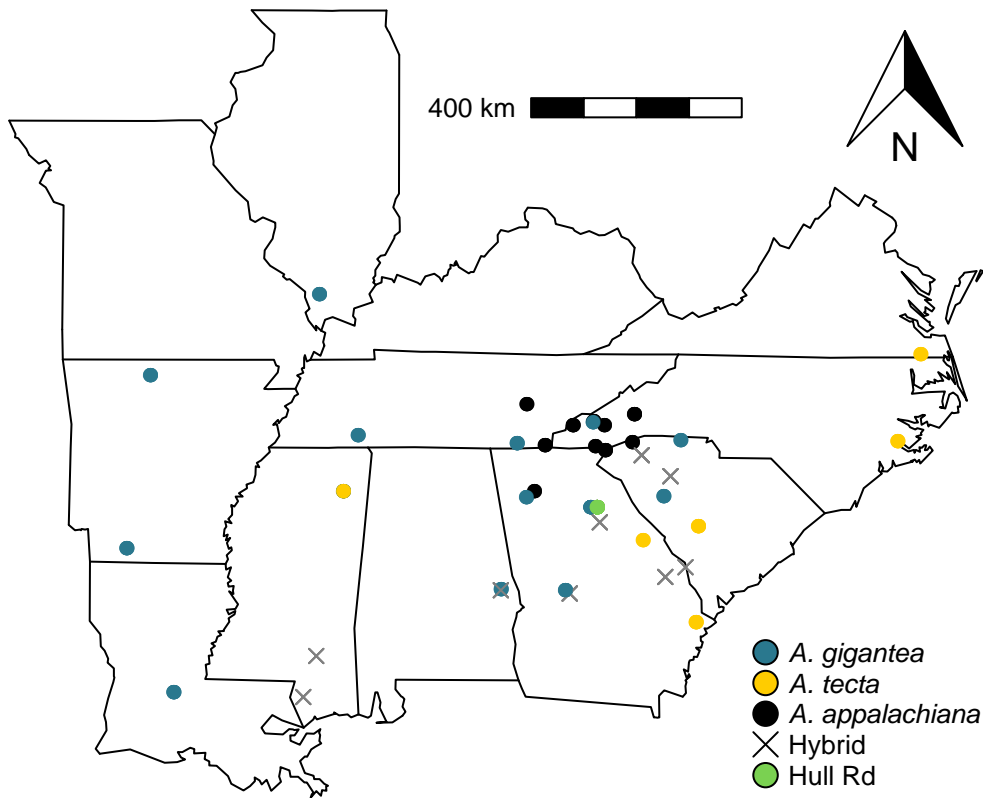 400 km
N
A. gigantea
A. tecta
A. appalachiana
Hybrid
Hull Rd